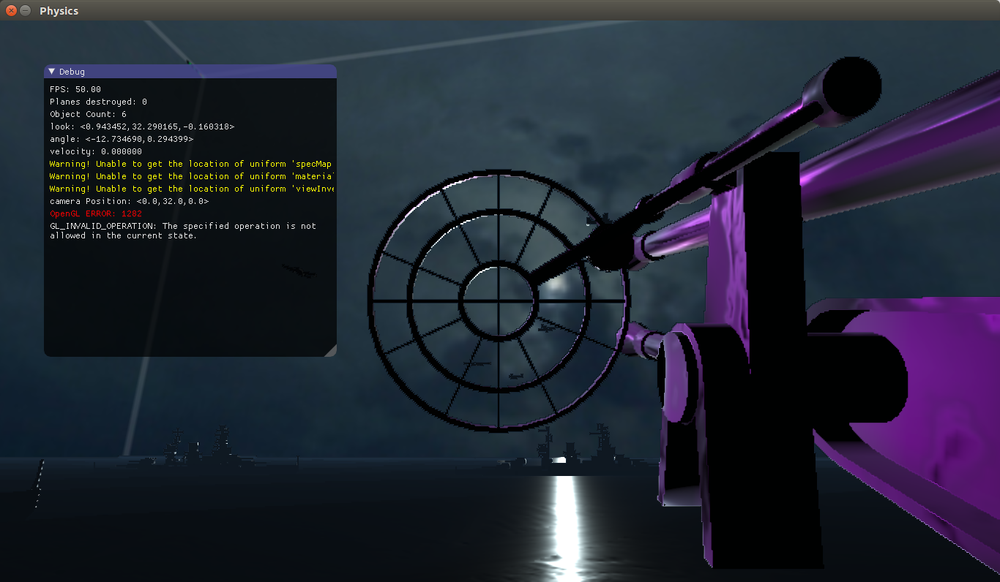 Physics
Debug
FPS: 50.00
Planes destroyed: 0
Object Count: 6
look: <0.943452,32.290165,-0.160318>
angle: <-12.734690,0.294399>
velocity: 0.000000
Warning! Unable to get the location of uniform 'specMap
Warning! Unable to get the location of uniform 'materia
Warning! Unable to get the location of uniform 'viewInve
camera Position: <0.0,32.0,0.0>
OpenGL ERROR: 1282
GL_INVALID_OPERATION: The specified operation is not
allowed in the current state.